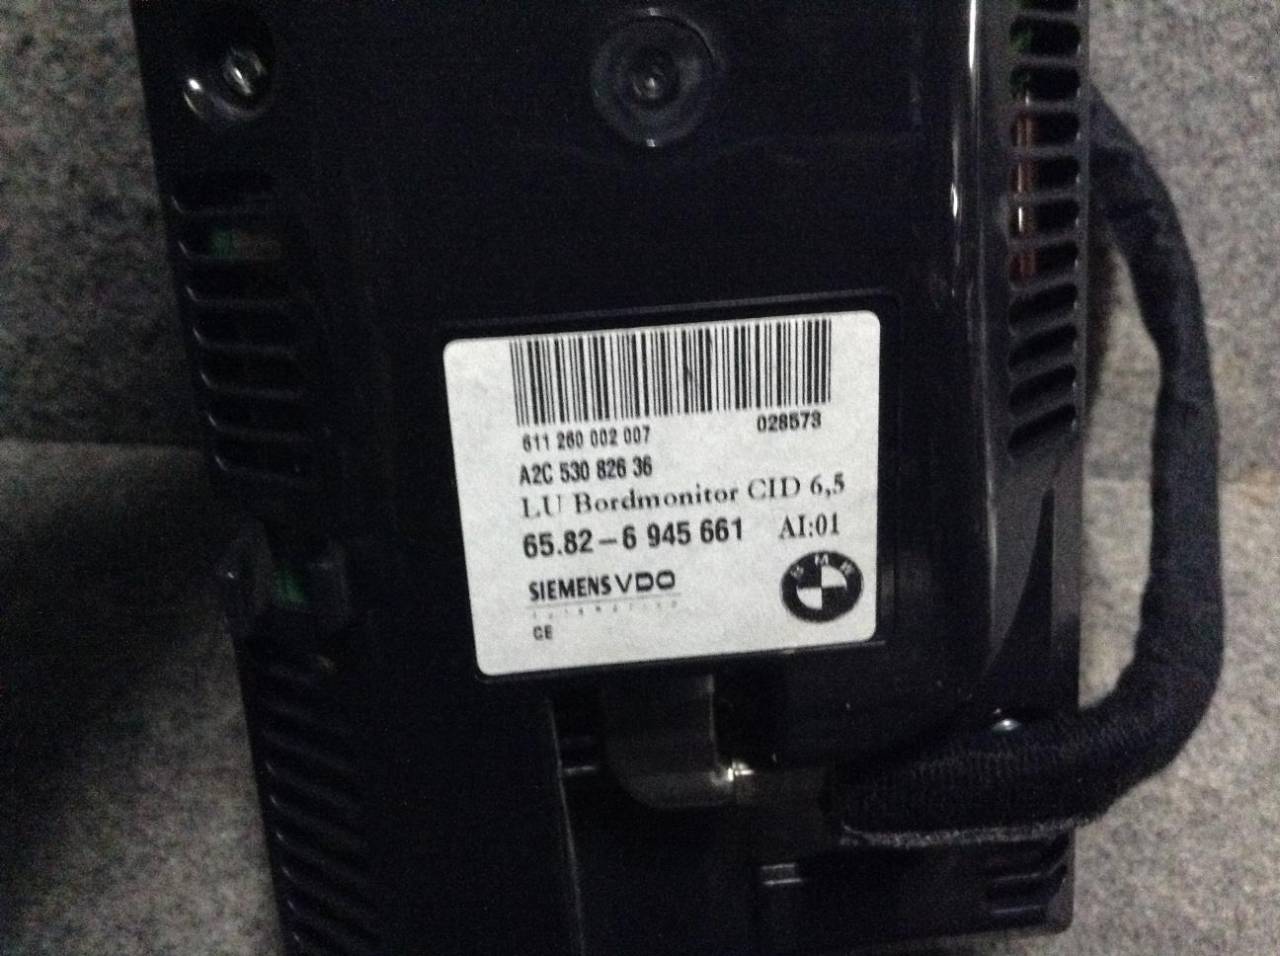 611 260 002 007 028573
A2C 530 826 36
LU Bordmonitor CID 6,5
65.82-6 945 661 AI:01
SIEMENS VDO
BMW
CE